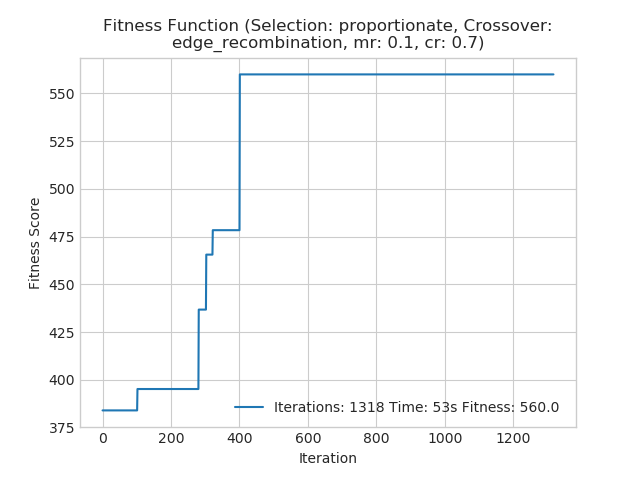 Fitness Function (Selection: proportionate, Crossover:
edge_recombination, mr: 0.1, cr: 0.7)
Fitness Score
550
525
500
475
450
425
400
375
Iterations: 1318 Time: 53s Fitness: 560.0
0 200 400 600 800 1000 1200
Iteration